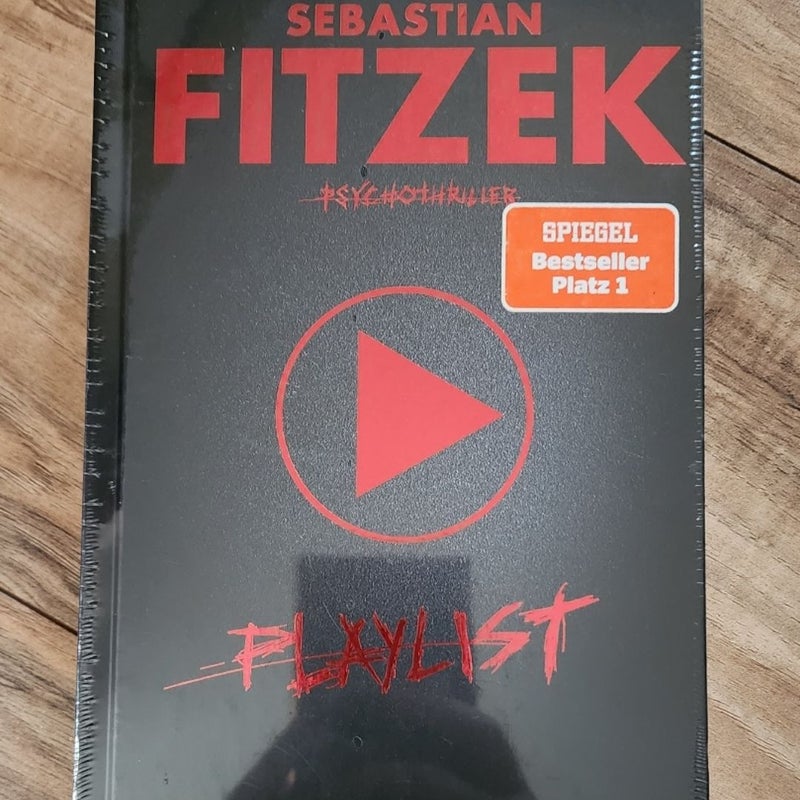 SEBASTIAN
FITZEK
PSYCHOTHRILLER
SPIEGEL
Bestseller
Platz 1
PLAYLIST